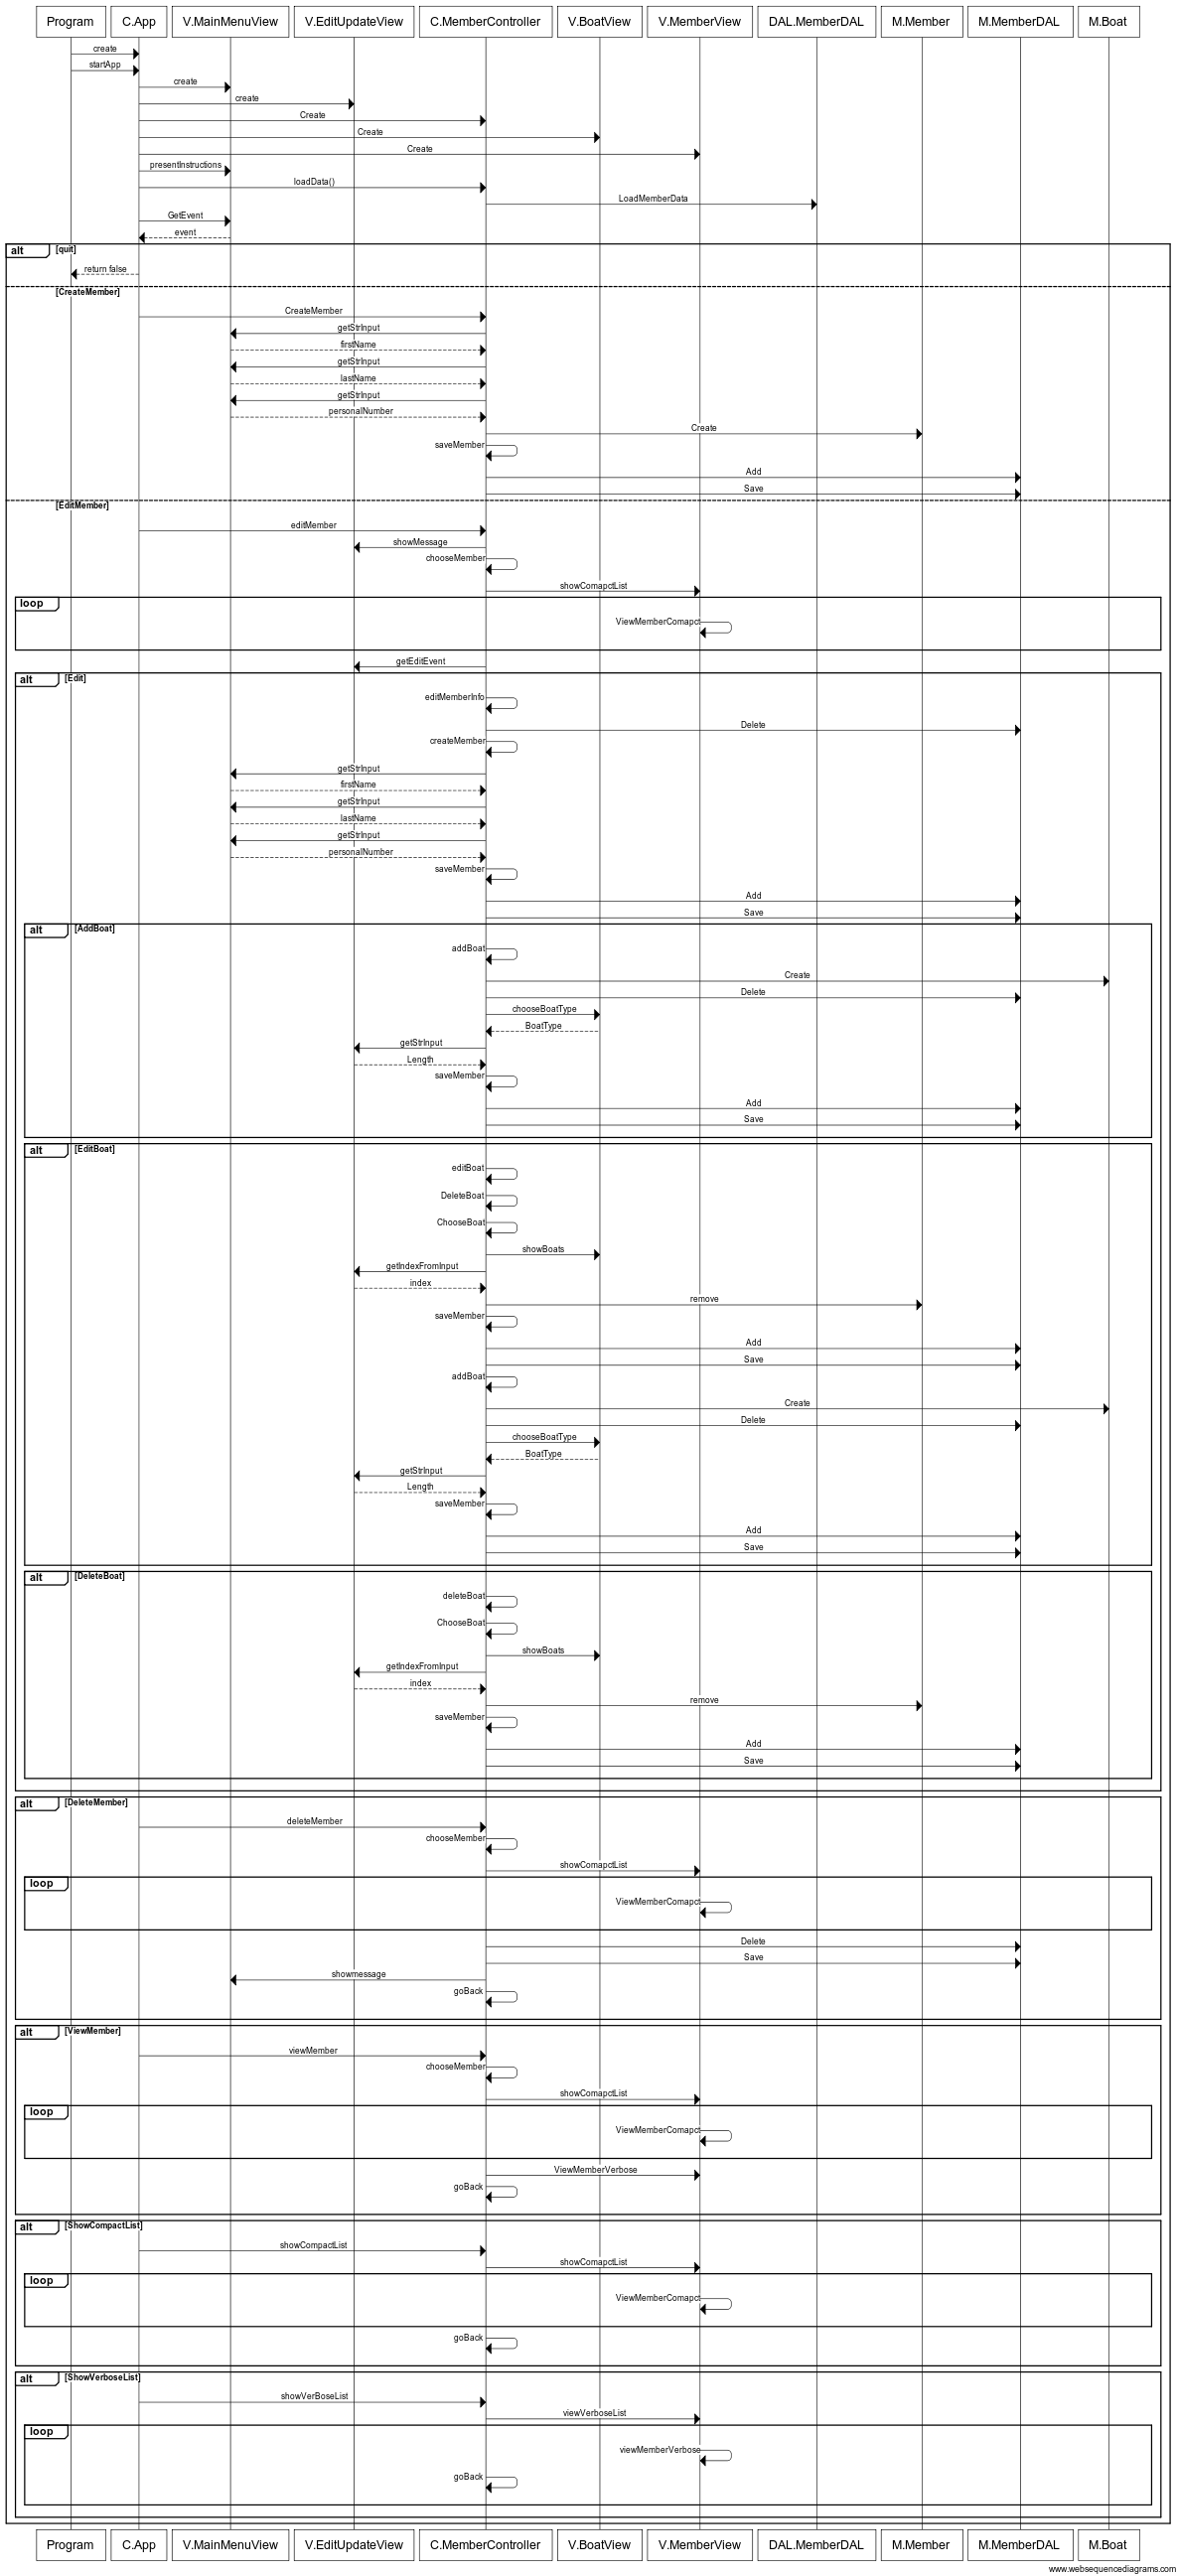 Program C.App V.MainMenuView V.EditUpdateView C.MemberController V.BoatView V.MemberView DAL.MemberDAL M.Member M.MemberDAL M.Boat
create
startApp
create
create
Create
Create
Create
presentInstructions
loadData()
LoadMemberData
GetEvent
event
alt [quit]
return false
[CreateMember]
CreateMember
getStrInput
firstName
getStrInput
lastName
getStrInput
personalNumber
Create
saveMember
Add
Save
[EditMember]
editMember
showMessage
chooseMember
showComapctList
loop
ViewMemberComapct
getEditEvent
alt [Edit]
editMemberInfo
Delete
createMember
getStrInput
firstName
getStrInput
lastName
getStrInput
personalNumber
saveMember
Add
Save
alt [AddBoat]
addBoat
Create
Delete
chooseBoatType
BoatType
getStrInput
Length
saveMember
Add
Save
alt [EditBoat]
editBoat
DeleteBoat
ChooseBoat
showBoats
getIndexFromInput
index
remove
saveMember
Add
Save
addBoat
Create
Delete
chooseBoatType
BoatType
getStrInput
Length
saveMember
Add
Save
alt [DeleteBoat]
deleteBoat
ChooseBoat
showBoats
getIndexFromInput
index
remove
saveMember
Add
Save
alt [DeleteMember]
deleteMember
chooseMember
showComapctList
loop
ViewMemberComapct
Delete
Save
showmessage
goBack
alt [ViewMember]
viewMember
chooseMember
showComapctList
loop
ViewMemberComapct
ViewMemberVerbose
goBack
alt [ShowCompactList]
showCompactList
showComapctList
loop
ViewMemberComapct
goBack
alt [ShowVerboseList]
showVerBoseList
viewVerboseList
loop
viewMemberVerbose
goBack
Program C.App V.MainMenuView V.EditUpdateView C.MemberController V.BoatView V.MemberView DAL.MemberDAL M.Member M.MemberDAL M.Boat
www.websequencediagrams.com